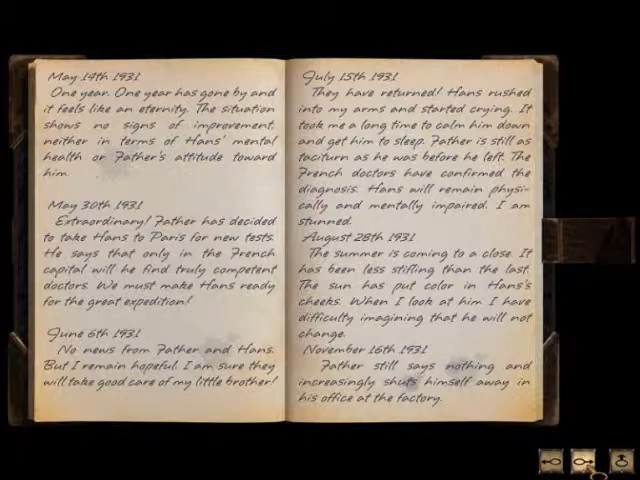 May 14th 1931
One year. One year has gone by and
it feels like an eternity. The situation
shows no signs of improvement,
neither in terms of Hans' mental
health or Father's attitude toward
him.
May 30th 1931
Extraordinary! Father has decided
to take Hans to Paris for new tests.
He says that only in the French
capital will he find truly competent
doctors. We must make Hans ready
for the great expedition!
June 6th 1931
No news from Father and Hans.
But I remain hopeful. I am sure they
will take good care of my little brother!
July 15th 1931
They have returned! Hans rushed
into my arms and started crying. It
took me a long time to calm him down
and get him to sleep. Father is still as
taciturn as he was before he left. The
French doctors have confirmed the
diagnosis. Hans will remain physi-
cally and mentally impaired. I am
stunned.
August 28th 1931
The summer is coming to a close. It
has been less stifling than the last.
The sun has put color in Hans's
cheeks. When I look at him I have
difficulty imagining that he will not
change.
November 16th 1931
Father still says nothing and
increasingly shuts himself away in
his office at the factory.